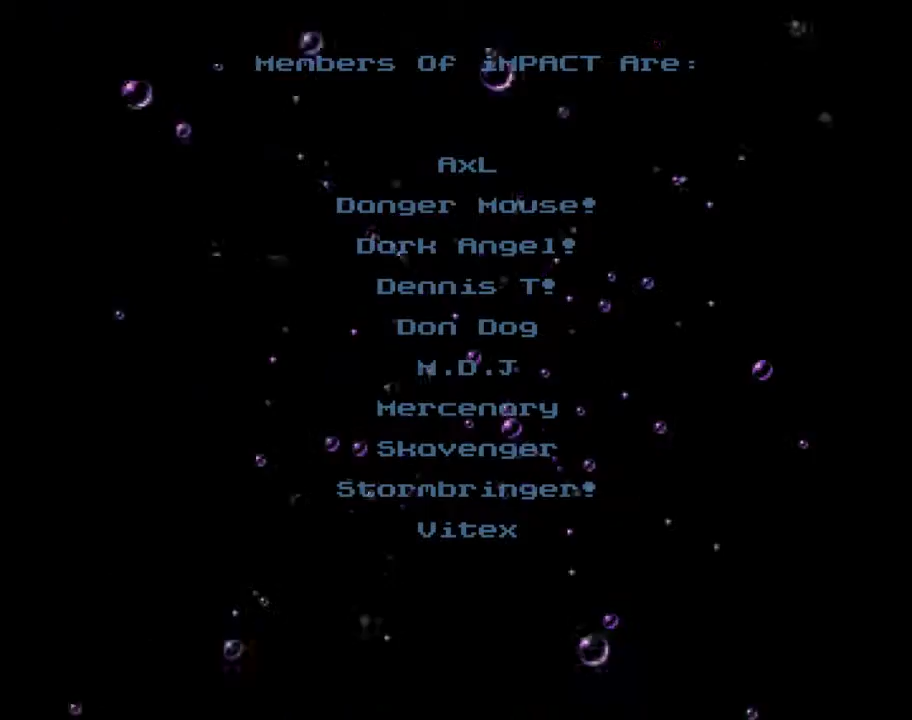 Members Of iMPACT Are:
AxL
Danger Mouse!
Dark Angel!
Dennis T!
Don Dog
M.D.J
Mercenary
Skavenger
Stormbringer!
Vitex